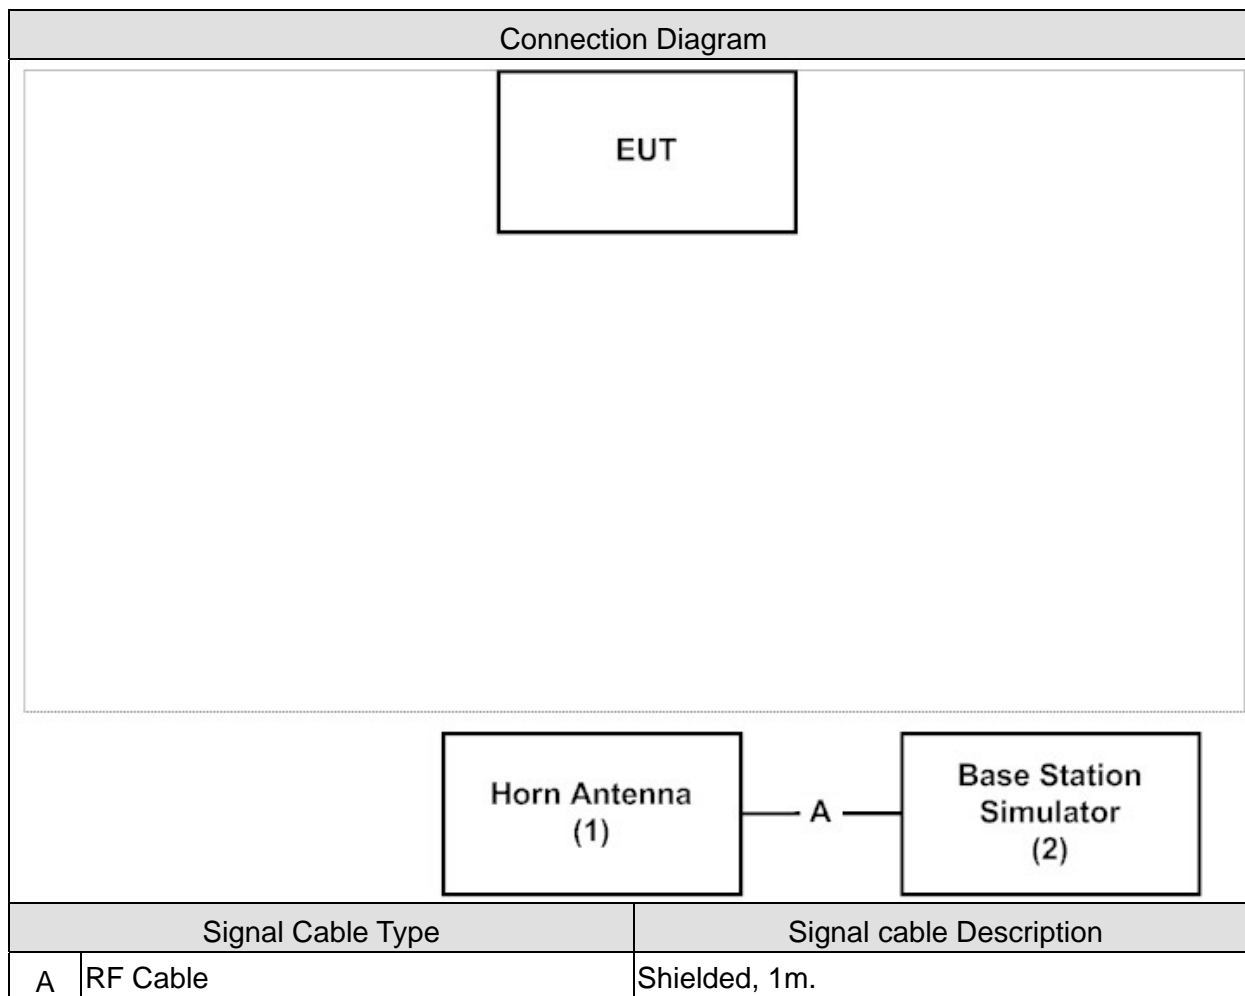 Connection Diagram
EUT
Horn Antenna
(1)
A
Base Station
Simulator
(2)
Signal Cable Type
Signal cable Description
A
RF Cable
Shielded, 1m.